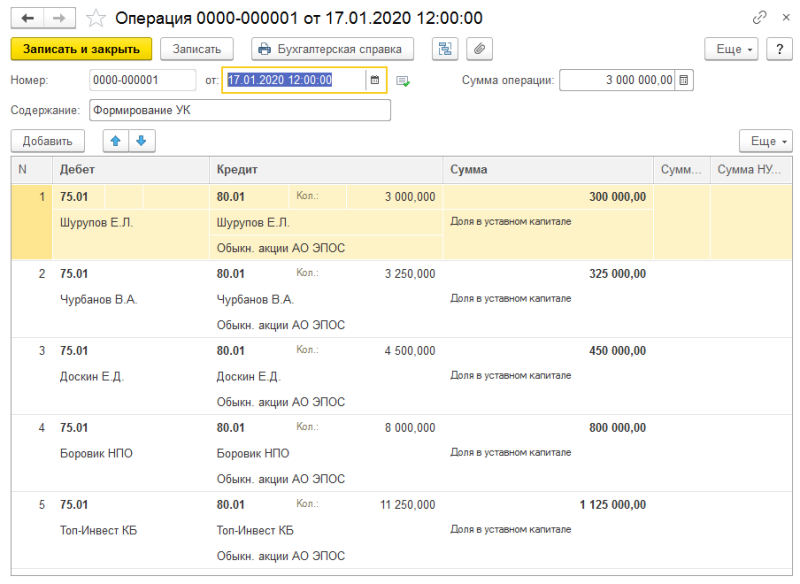 Операция 0000-000001 от 17.01.2020 12:00:00
Записать и закрыть Записать Бухгалтерская справка Еще ?
Номер: 0000-000001 от: 17.01.2020 12:00:00 Сумма операции: 3 000 000,00
Содержание: Формирование УК
Добавить Еще
N Дебет Кредит Сумма Сумм... Сумма НУ...
1 75.01 80.01 Кол.: 3 000,000 300 000,00
Шурупов Е.Л. Шурупов Е.Л. Доля в уставном капитале
Обыкн. акции АО ЭПОС
2 75.01 80.01 Кол.: 3 250,000 325 000,00
Чурбанов В.А. Чурбанов В.А. Доля в уставном капитале
Обыкн. акции АО ЭПОС
3 75.01 80.01 Кол.: 4 500,000 450 000,00
Доскин Е.Д. Доскин Е.Д. Доля в уставном капитале
Обыкн. акции АО ЭПОС
4 75.01 80.01 Кол.: 8 000,000 800 000,00
Боровик НПО Боровик НПО Доля в уставном капитале
Обыкн. акции АО ЭПОС
5 75.01 80.01 Кол.: 11 250,000 1 125 000,00
Топ-Инвест КБ Топ-Инвест КБ Доля в уставном капитале
Обыкн. акции АО ЭПОС